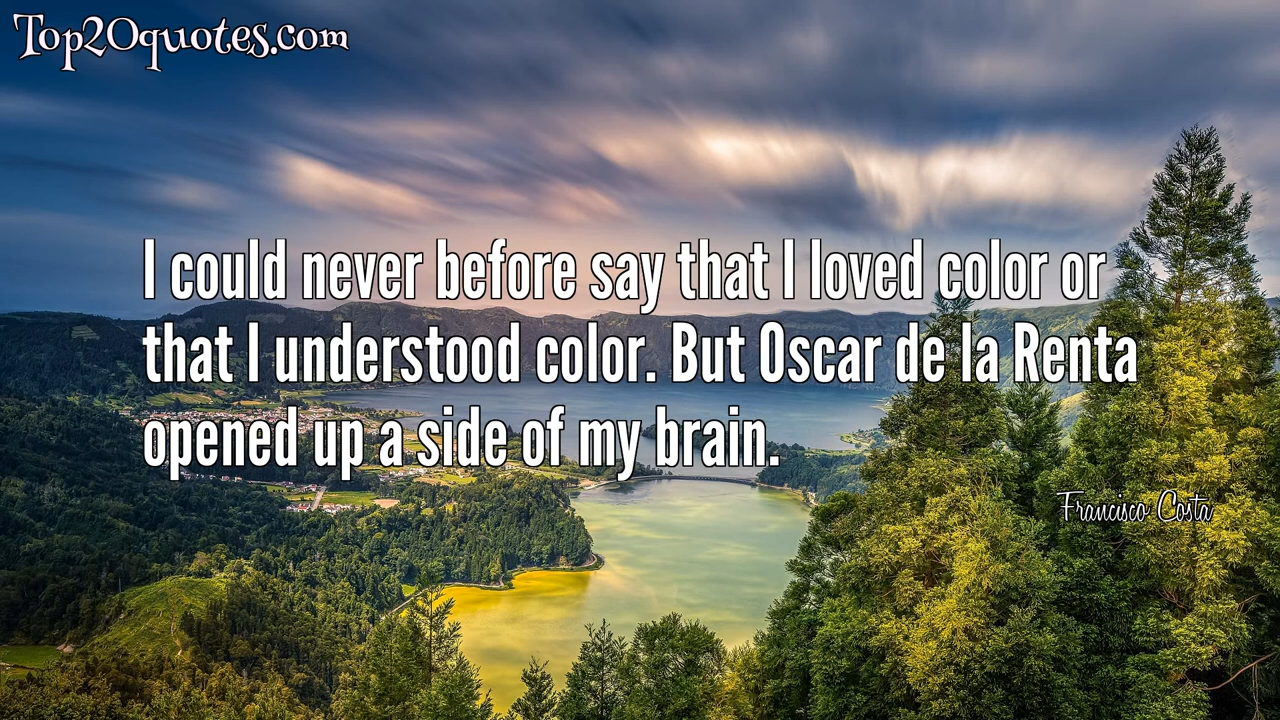 Top20quotes.com
I could never before say that I loved color or
that I understood color. But Oscar de la Renta
opened up a side of my brain.
Francisco Costa